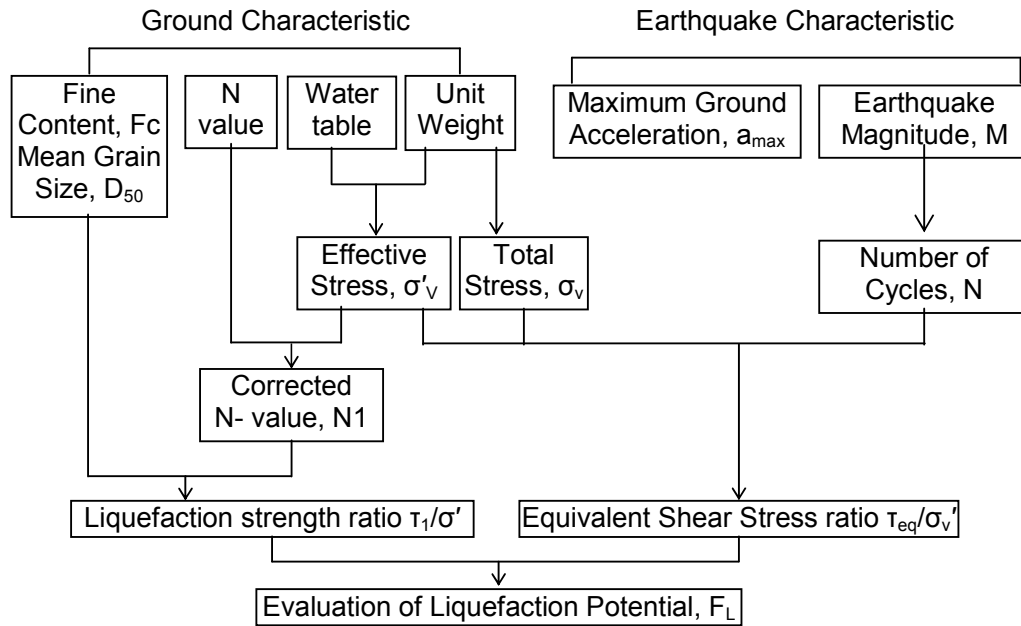 Ground Characteristic
Earthquake Characteristic
Fine
Content, Fc
Mean Grain
Size, D₅₀
N
value
Water
table
Unit
Weight
Maximum Ground
Acceleration, aₘₐₓ
Earthquake
Magnitude, M
Effective
Stress, σ'V
Total
Stress, σᵥ
Number of
Cycles, N
Corrected
N- value, N1
Liquefaction strength ratio τ₁/σ'
Equivalent Shear Stress ratio τeq/σᵥ'
Evaluation of Liquefaction Potential, FL